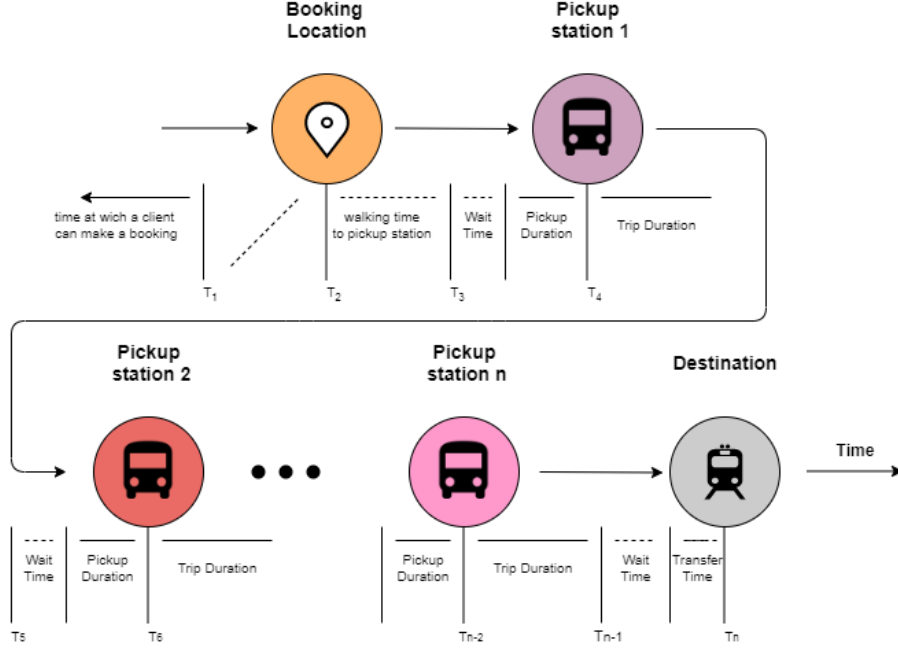 Booking
Location
Pickup
station 1
time at wich a client
can make a booking
walking time
to pickup station
Wait
Time
Pickup
Duration
Trip Duration
T1
T2
T3
T4
Pickup
station 2
Pickup
station n
Destination
Time
Wait
Time
Pickup
Duration
Trip Duration
Pickup
Duration
Trip Duration
Wait
Time
Transfer
Time
T5
T6
Tn-2
Tn-1
Tn